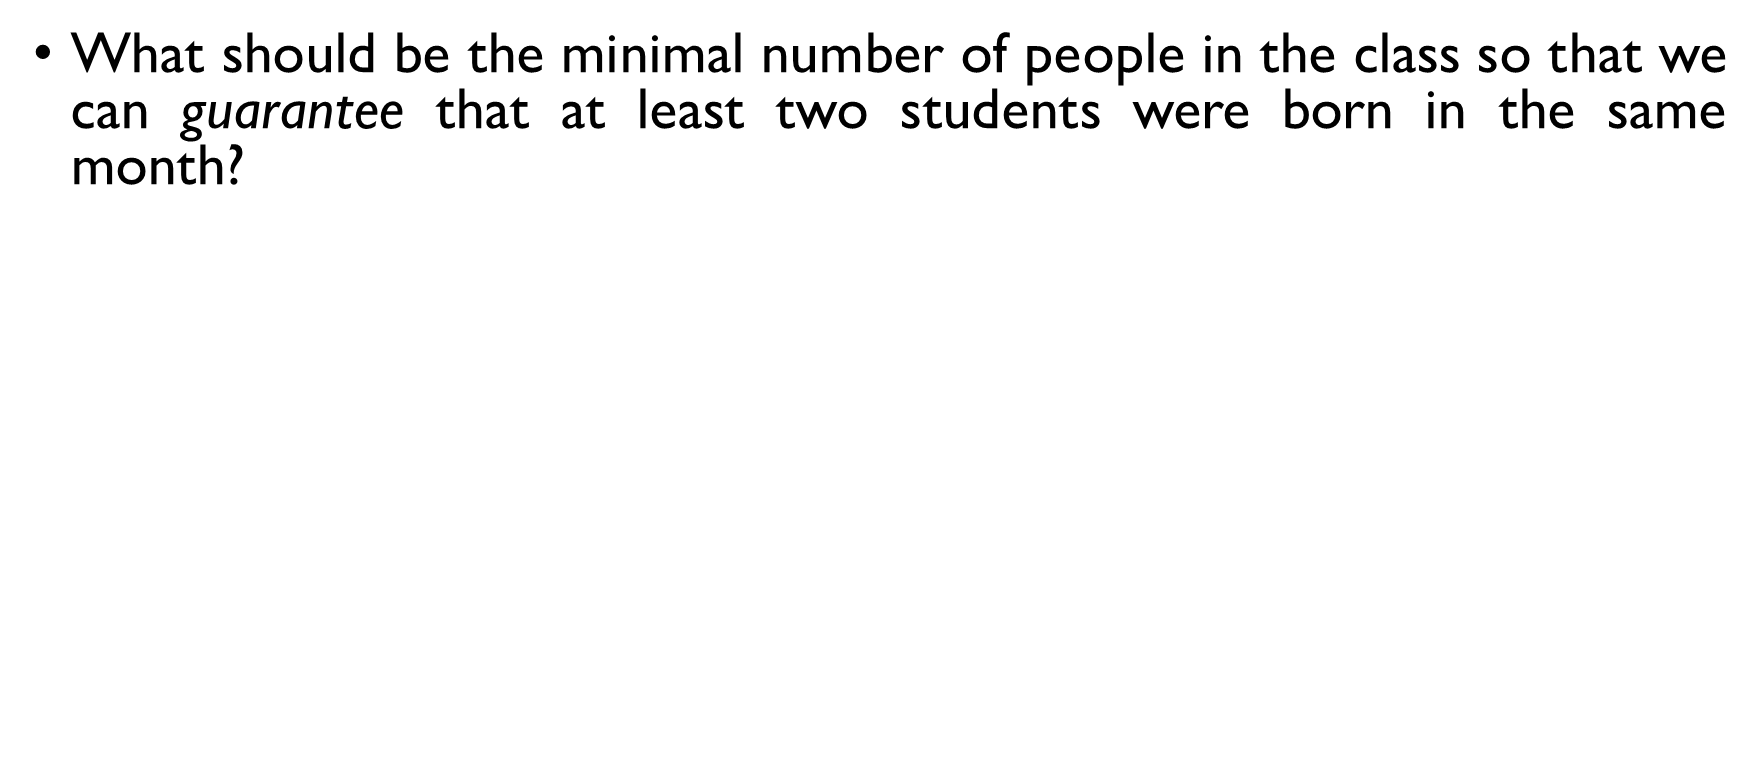 • What should be the minimal number of people in the class so that we
can guarantee that at least two students were born in the same
month?